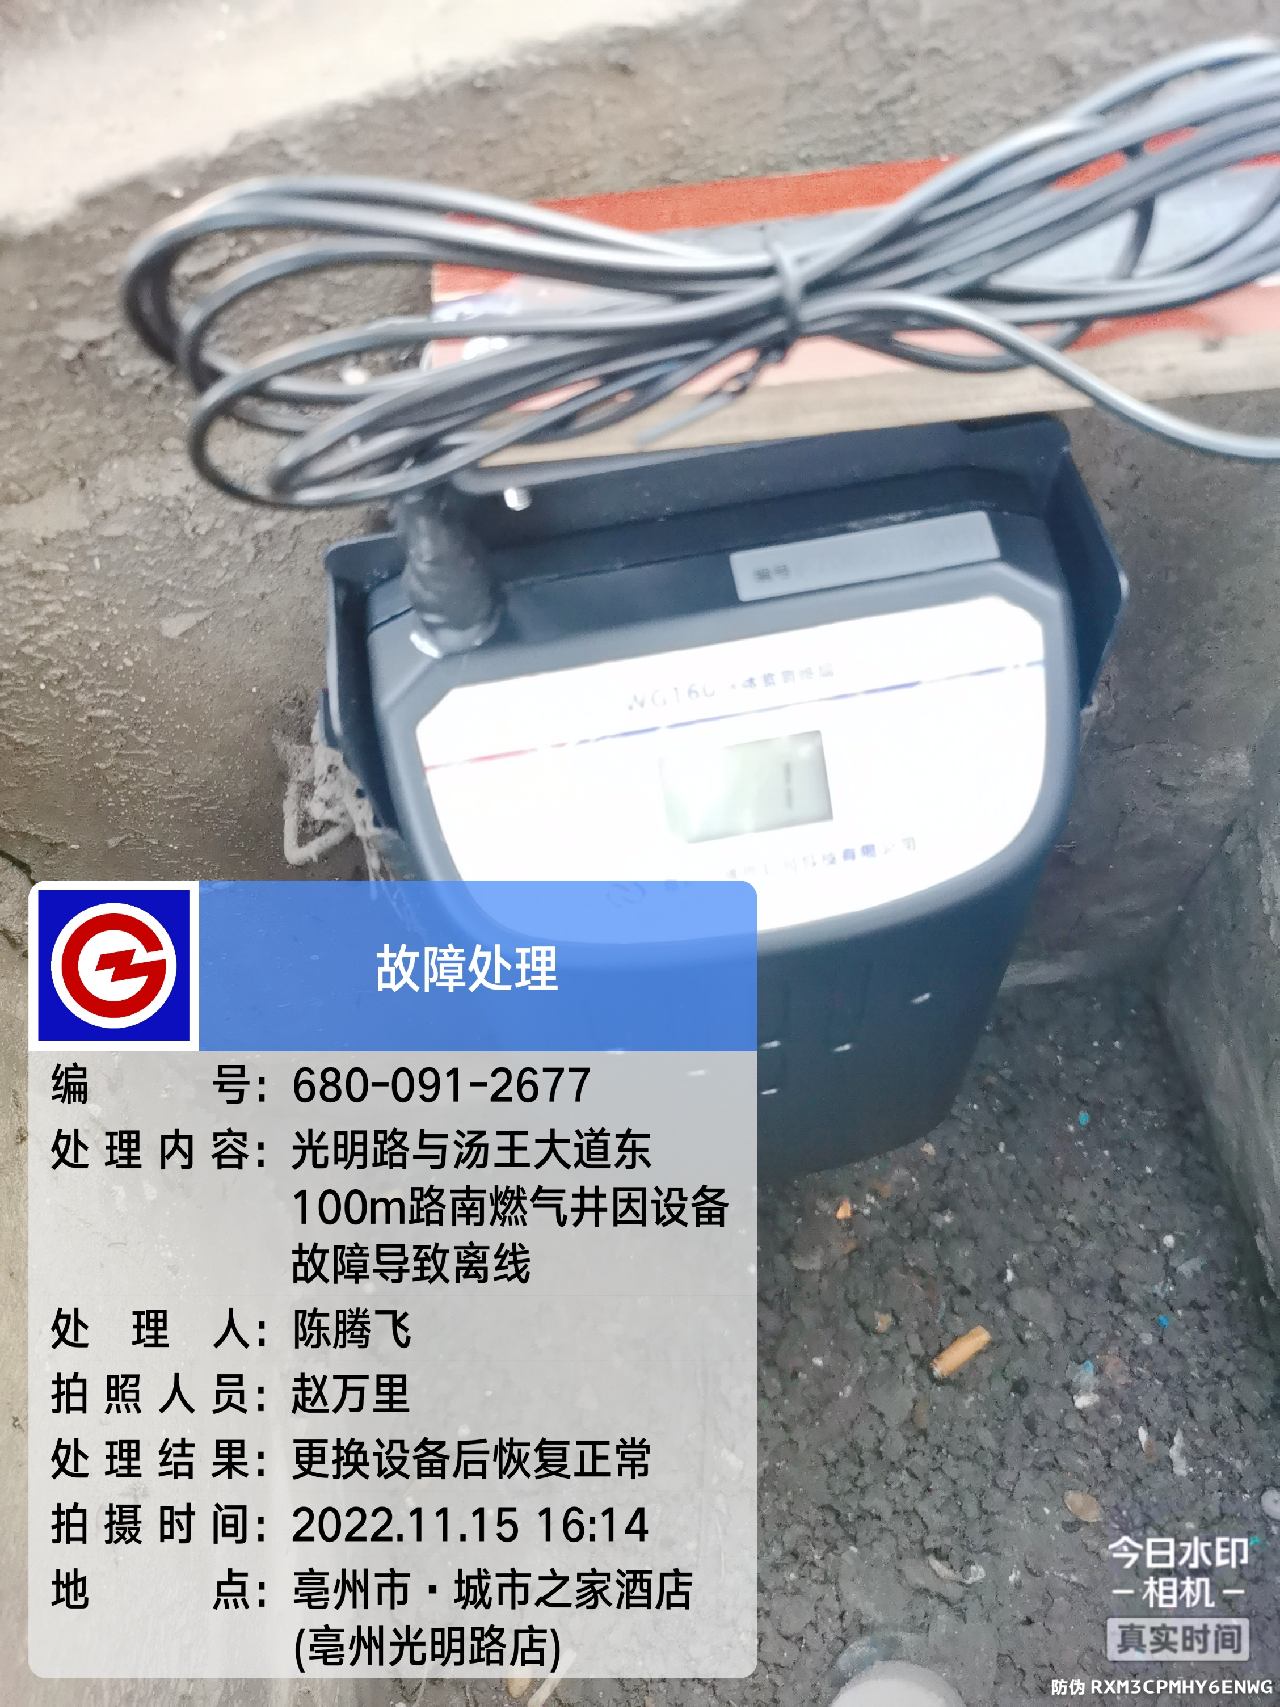 编号
WG160
故障处理
编号：680-091-2677
处理内容：光明路与汤王大道东
100m路南燃气井因设备
故障导致离线
处理人：陈腾飞
拍照人员：赵万里
处理结果：更换设备后恢复正常
拍摄时间：2022.11.15 16:14
地点：亳州市·城市之家酒店
(亳州光明路店)
今日水印
相机
真实时间
防伪 RXM3CPMHY6ENWG